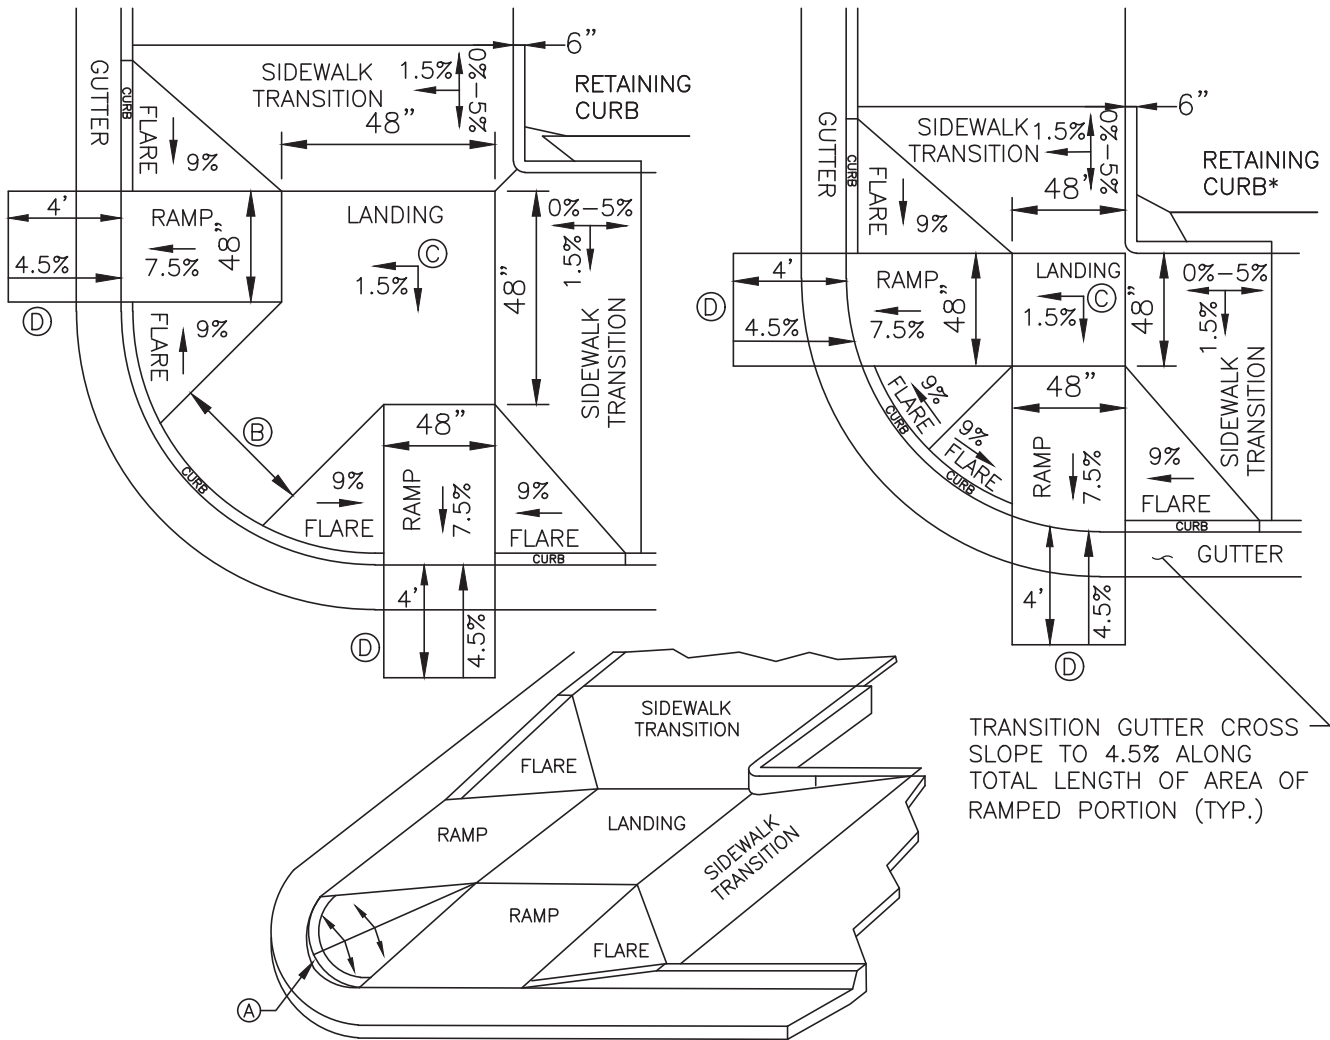 6”
SIDEWALK
TRANSITION
1.5%
0%-5%
RETAINING
CURB
GUTTER
CURB
FLARE
9%
48”
4’
RAMP
48”
LANDING
0%-5%
1.5%
4.5%
7.5%
C
1.5%
48”
D
FLARE
9%
SIDEWALK
TRANSITION
B
48”
CURB
9%
FLARE
RAMP
7.5%
9%
FLARE
CURB
4’
4.5%
D
6”
SIDEWALK
TRANSITION
1.5%
0%-5%
RETAINING
CURB*
GUTTER
CURB
FLARE
9%
48’
4’
RAMP
48”
LANDING
0%-5%
1.5%
C
D
4.5%
7.5%
1.5%
48”
9%
FLARE
CURB
48”
SIDEWALK
TRANSITION
9%
FLARE
CURB
RAMP
7.5%
9%
FLARE
CURB
GUTTER
4’
4.5%
D
TRANSITION GUTTER CROSS
SLOPE TO 4.5% ALONG
TOTAL LENGTH OF AREA OF
RAMPED PORTION (TYP.)
SIDEWALK
TRANSITION
FLARE
RAMP
LANDING
SIDEWALK
TRANSITION
RAMP
FLARE
A